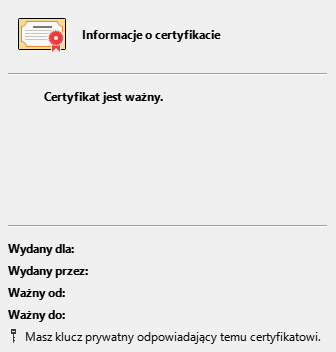 Informacje o certyfikacie
Certyfikat jest ważny.
Wydany dla:
Wydany przez:
Ważny od:
Ważny do:
Masz klucz prywatny odpowiadający temu certyfikatowi.